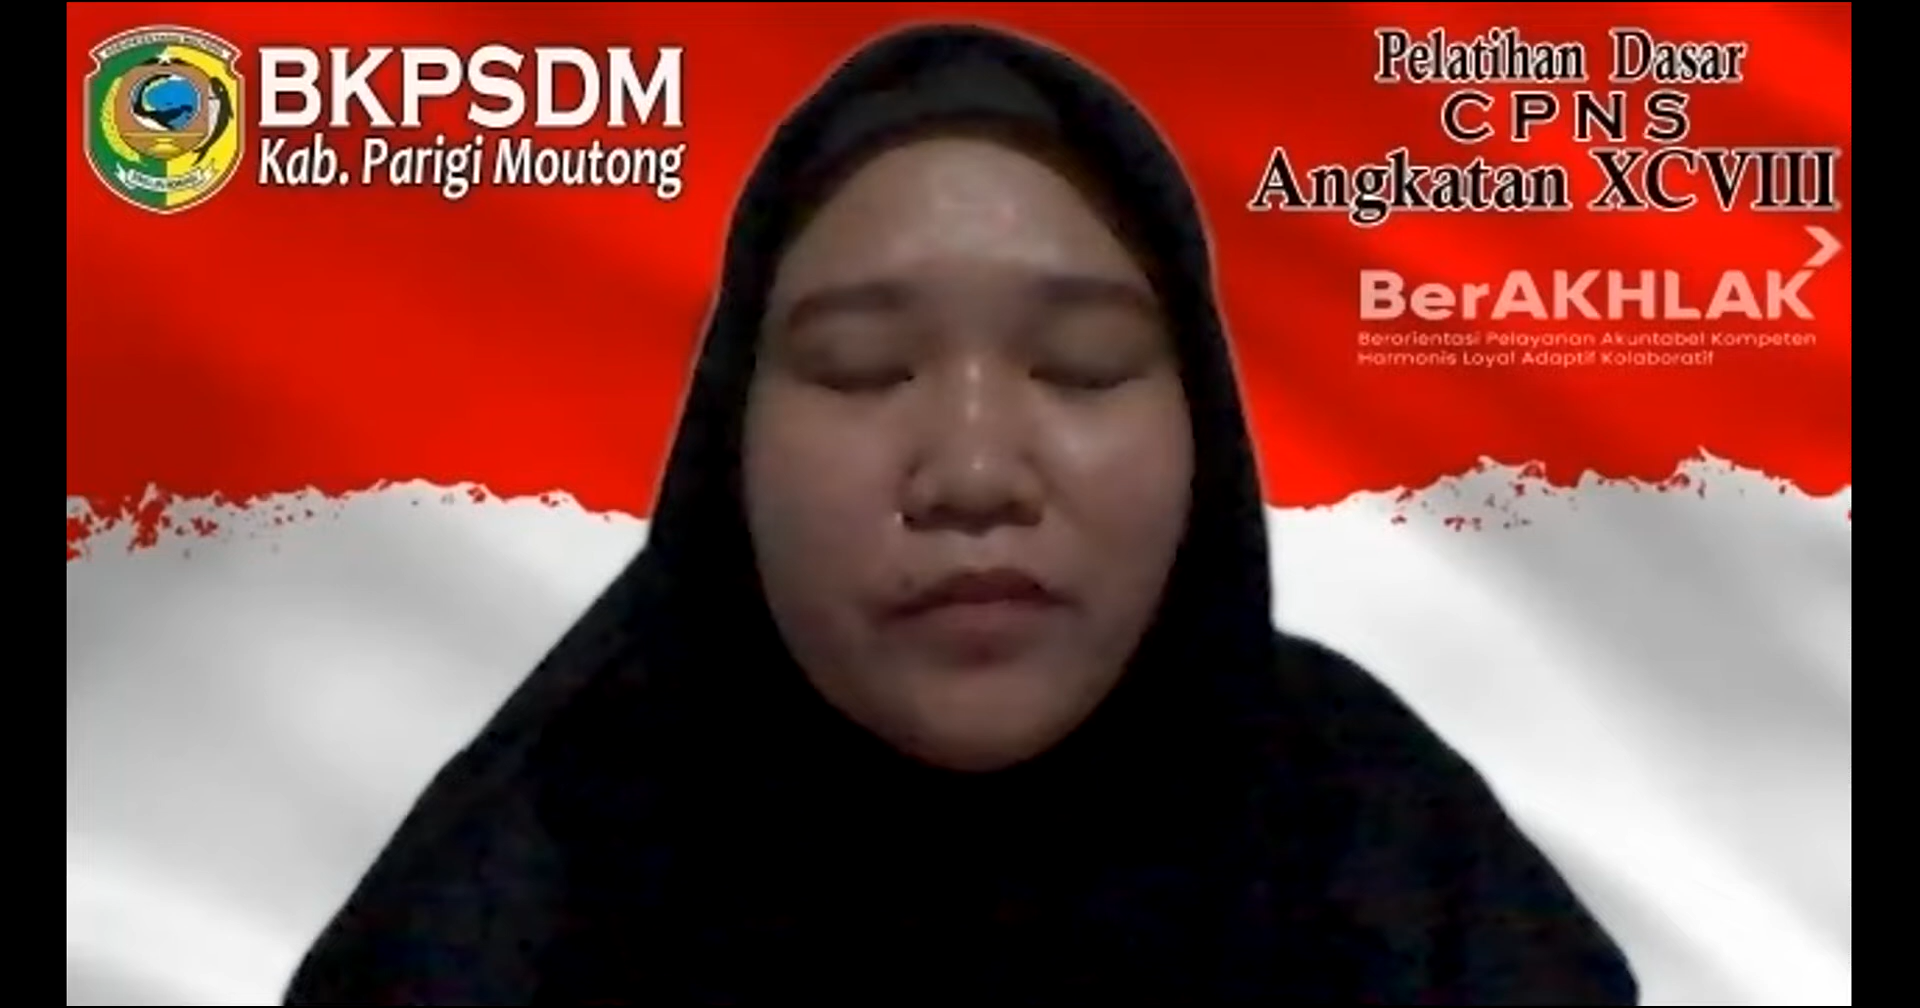 BKPSDM
Kab. Parigi Moutong
Pelatihan Dasar
CPNS
Angkatan XCVIII
BerAKHLAK
Berorientasi Pelayanan Akuntabel Kompeten
Harmonis Loyal Adaptif Kolaboratif